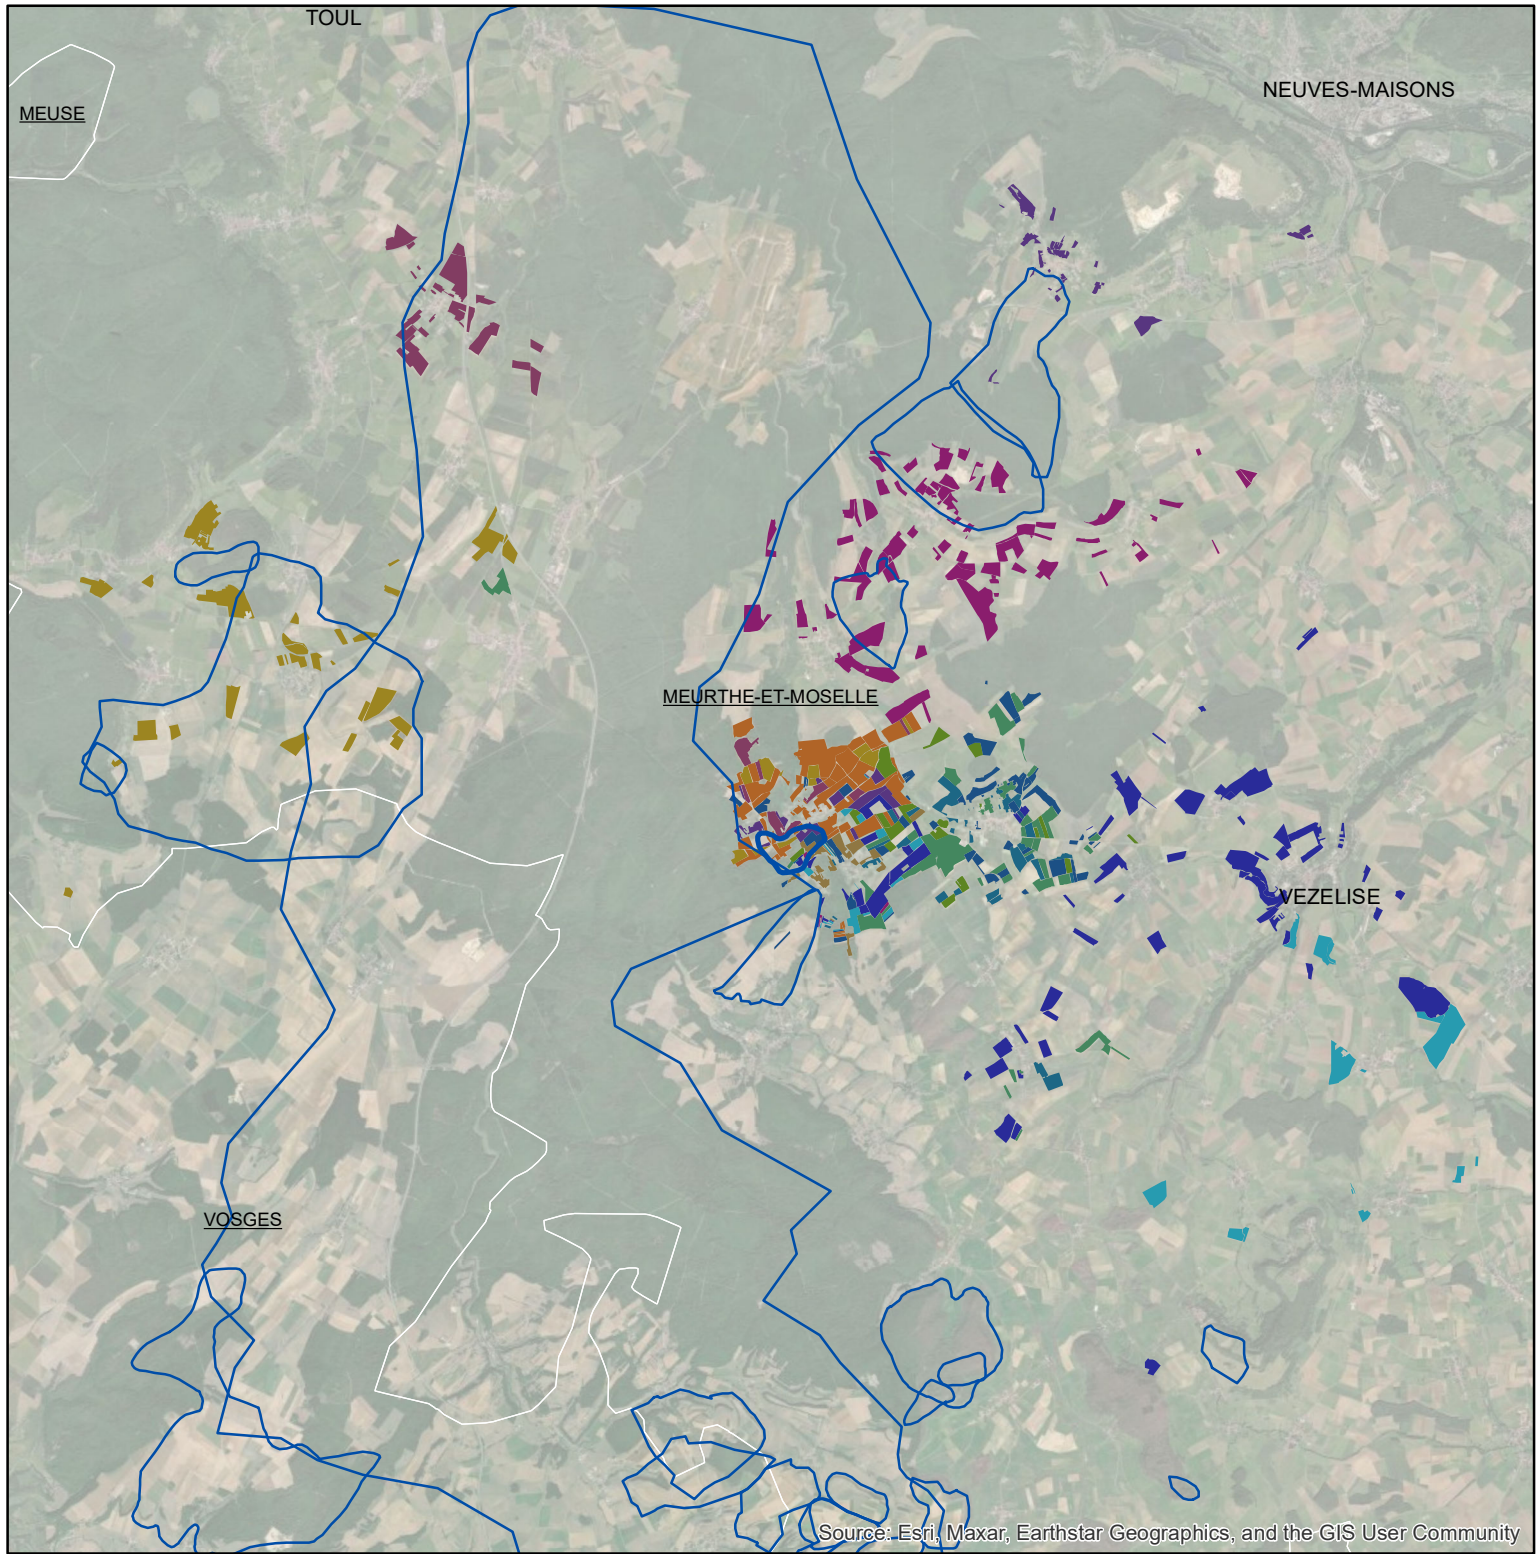 TOUL
NEUVES-MAISONS
MEUSE
MEURTHE-ET-MOSELLE
VEZELISE
VOSGES
Source: Esri, Maxar, Earthstar Geographics, and the GIS User Community